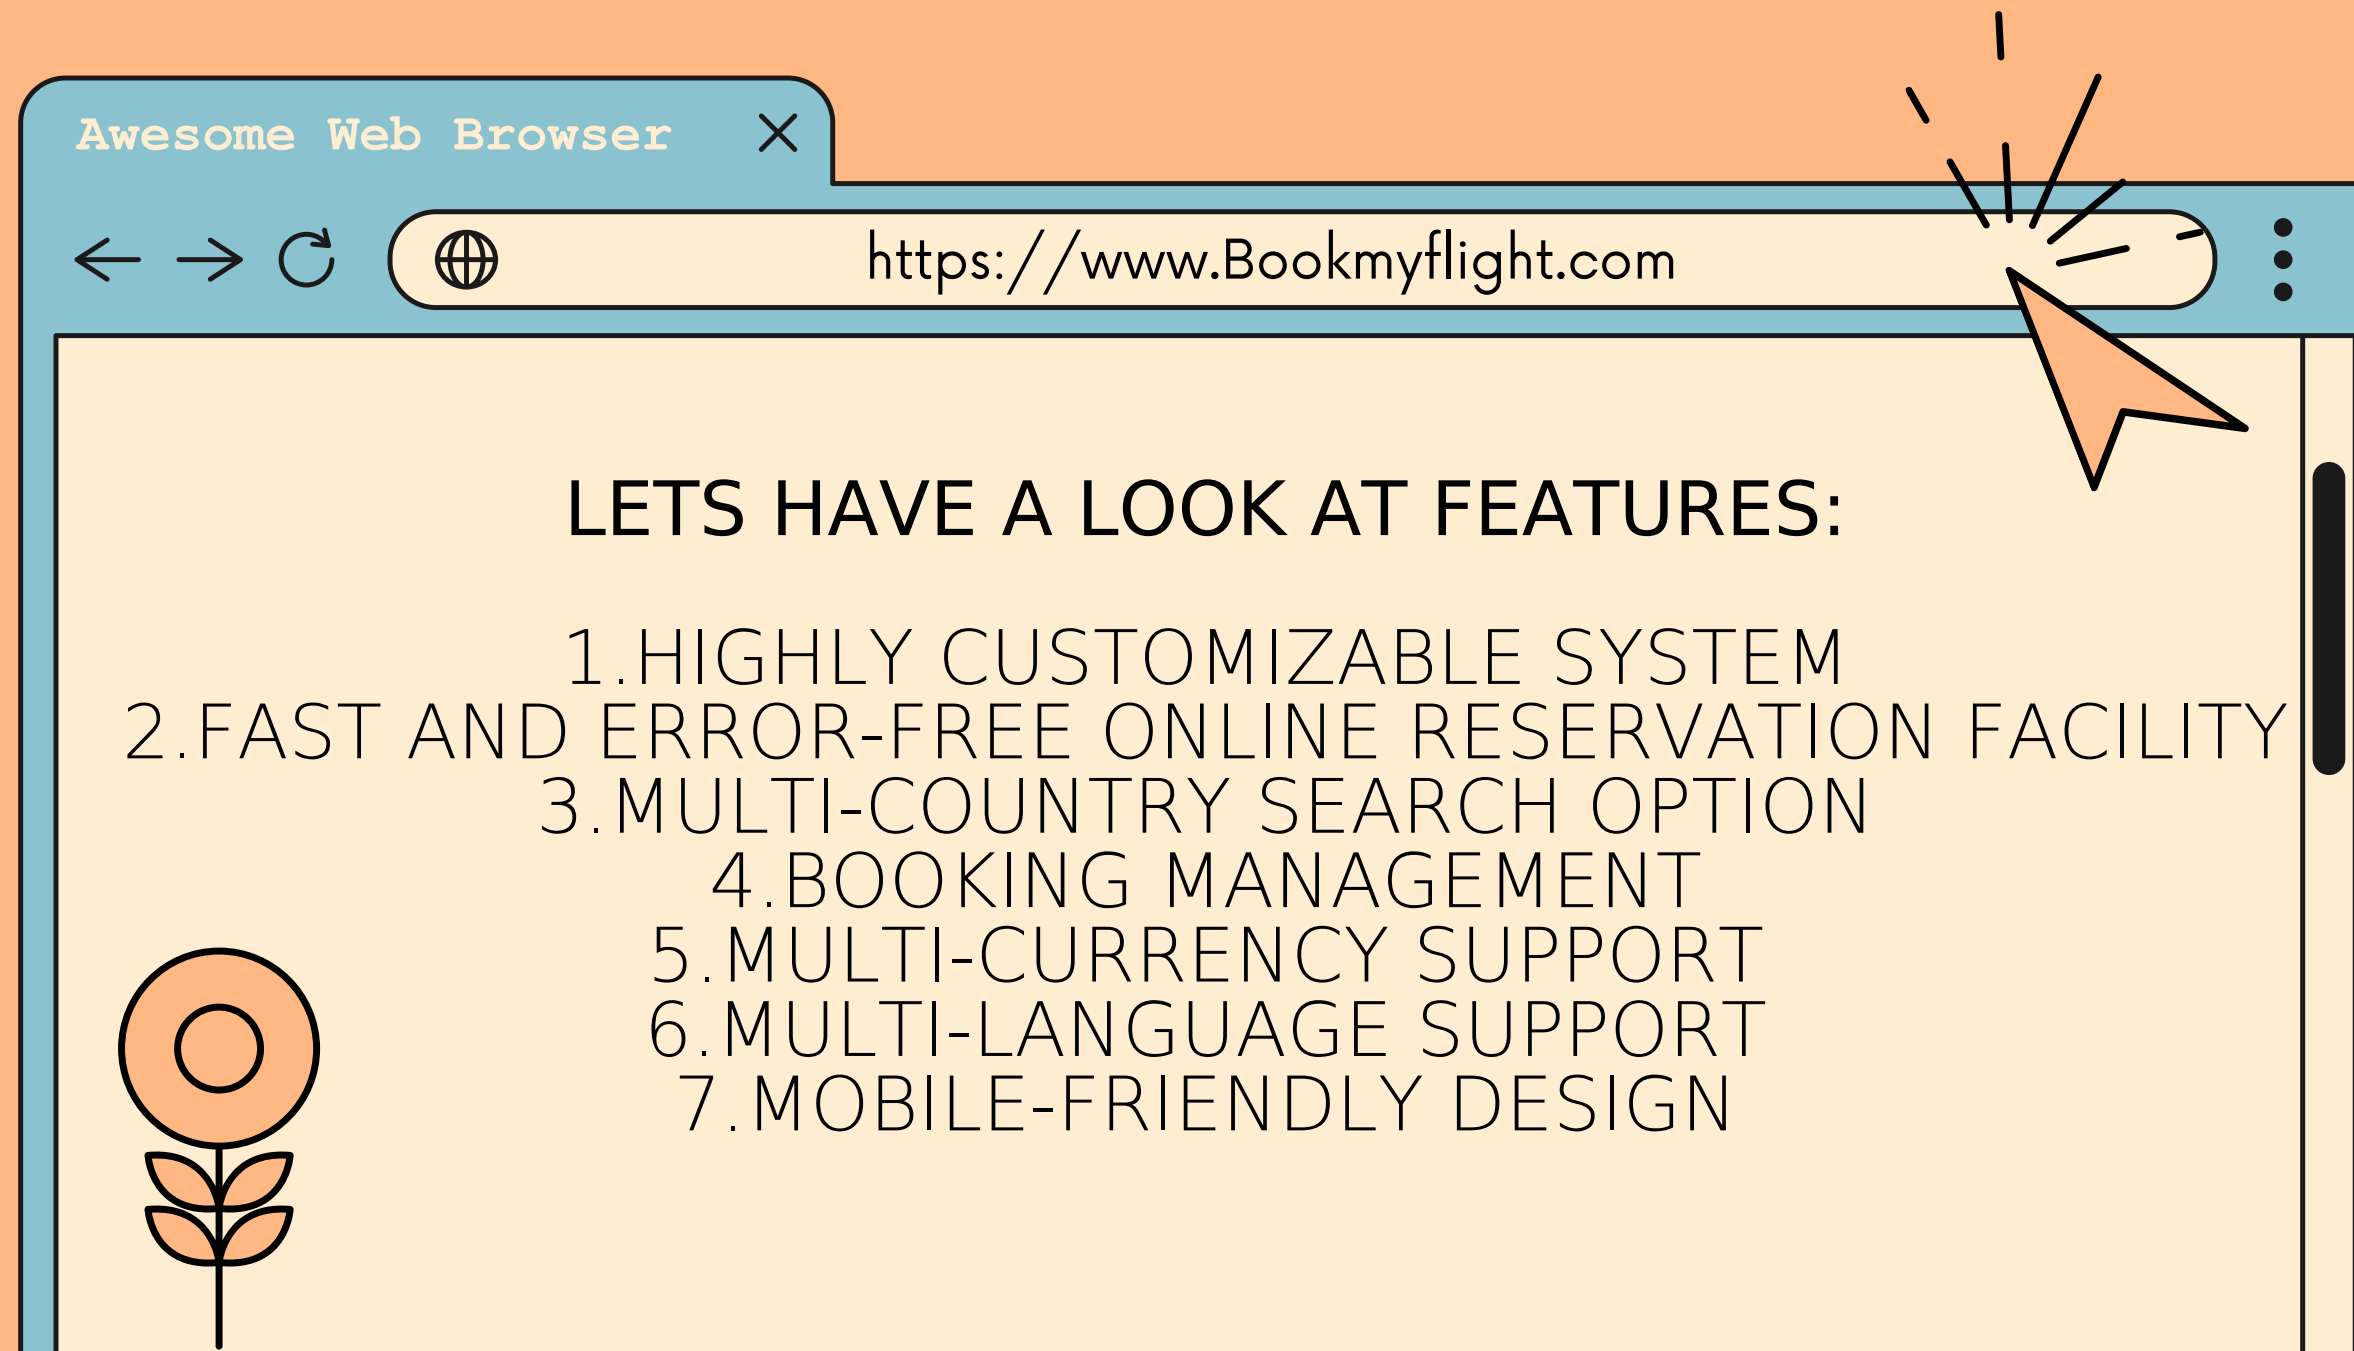 Awesome Web Browser
https://www.Bookmyflight.com
LETS HAVE A LOOK AT FEATURES:
1.HIGHLY CUSTOMIZABLE SYSTEM
2.FAST AND ERROR-FREE ONLINE RESERVATION FACILITY
3.MULTI-COUNTRY SEARCH OPTION
4.BOOKING MANAGEMENT
5.MULTI-CURRENCY SUPPORT
6.MULTI-LANGUAGE SUPPORT
7.MOBILE-FRIENDLY DESIGN